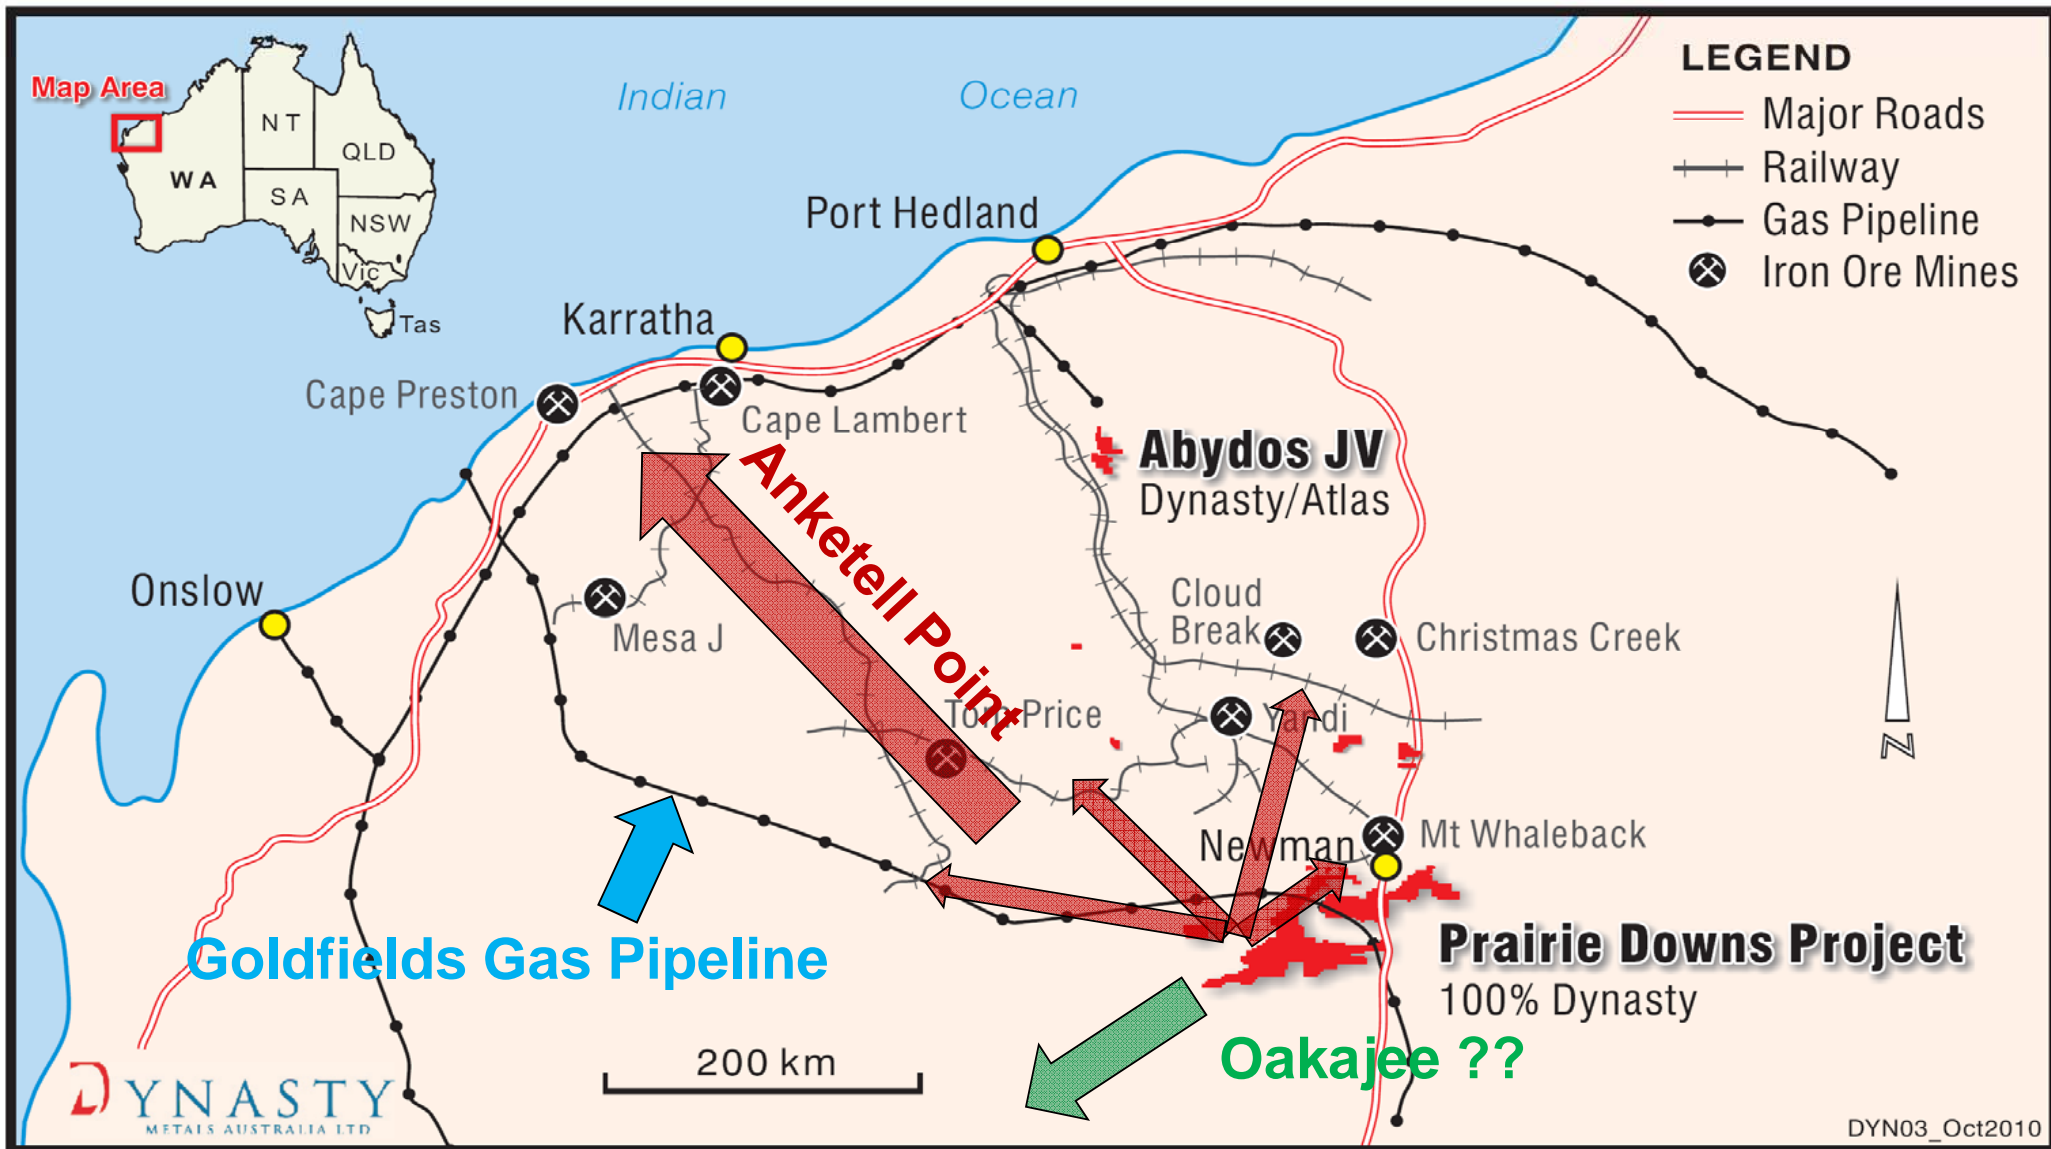 Map Area
NT
QLD
WA
SA
NSW
Vic
Tas
Indian Ocean
LEGEND
Major Roads
Railway
Gas Pipeline
Iron Ore Mines
Port Hedland
Karratha
Cape Preston
Cape Lambert
Anketell Point
Abydos JV
Dynasty/Atlas
Onslow
Mesa J
Cloud
Break
Christmas Creek
Tom Price
Yandi
N
Newman
Mt Whaleback
Goldfields Gas Pipeline
Prairie Downs Project
100% Dynasty
Oakajee ??
200 km
DYNASTY
METALS AUSTRALIA LTD
DYN03_Oct2010